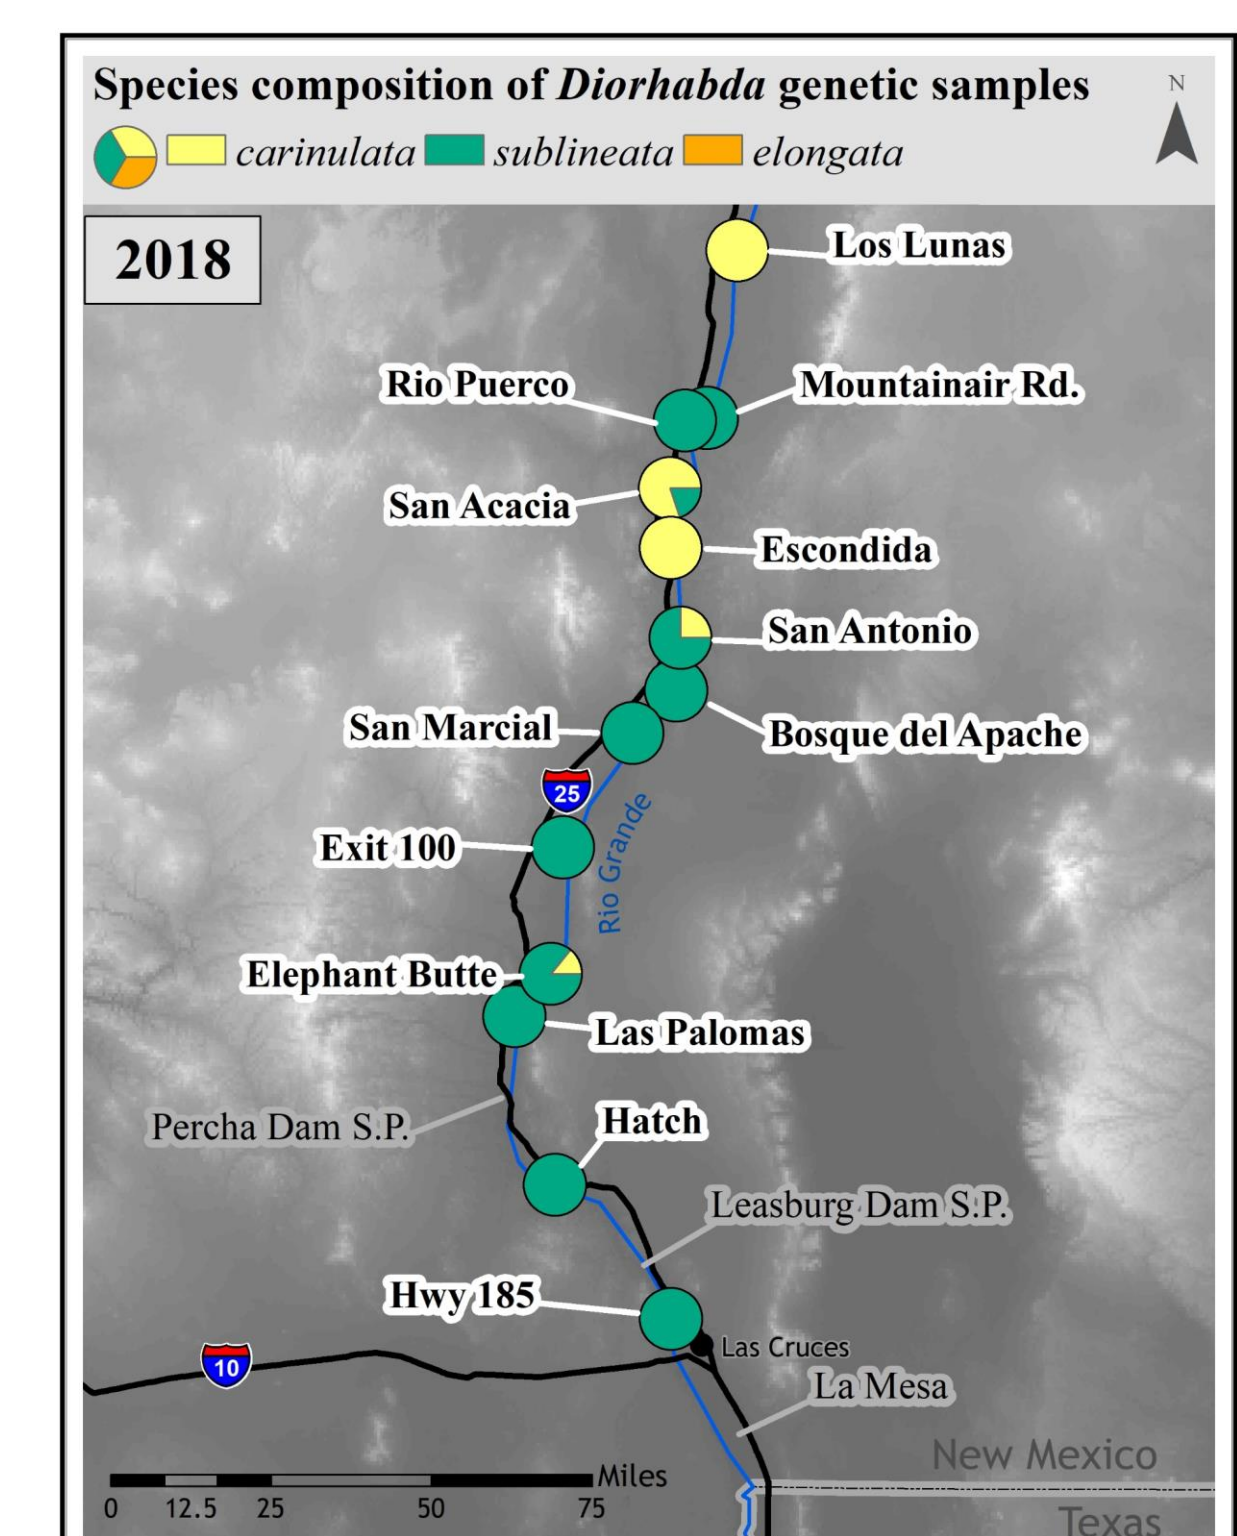 Species composition of Diorhabda genetic samples
N
carinulata sublineata elongata
2018
Los Lunas
Rio Puerco
Mountainair Rd.
San Acacia
Escondida
San Antonio
San Marcial
Bosque del Apache
25
Rio Grande
Exit 100
Elephant Butte
Las Palomas
Percha Dam S.P.
Hatch
Leasburg Dam S.P.
Hwy 185
Las Cruces
10
La Mesa
New Mexico
Miles
0 12.5 25 50 75
Texas